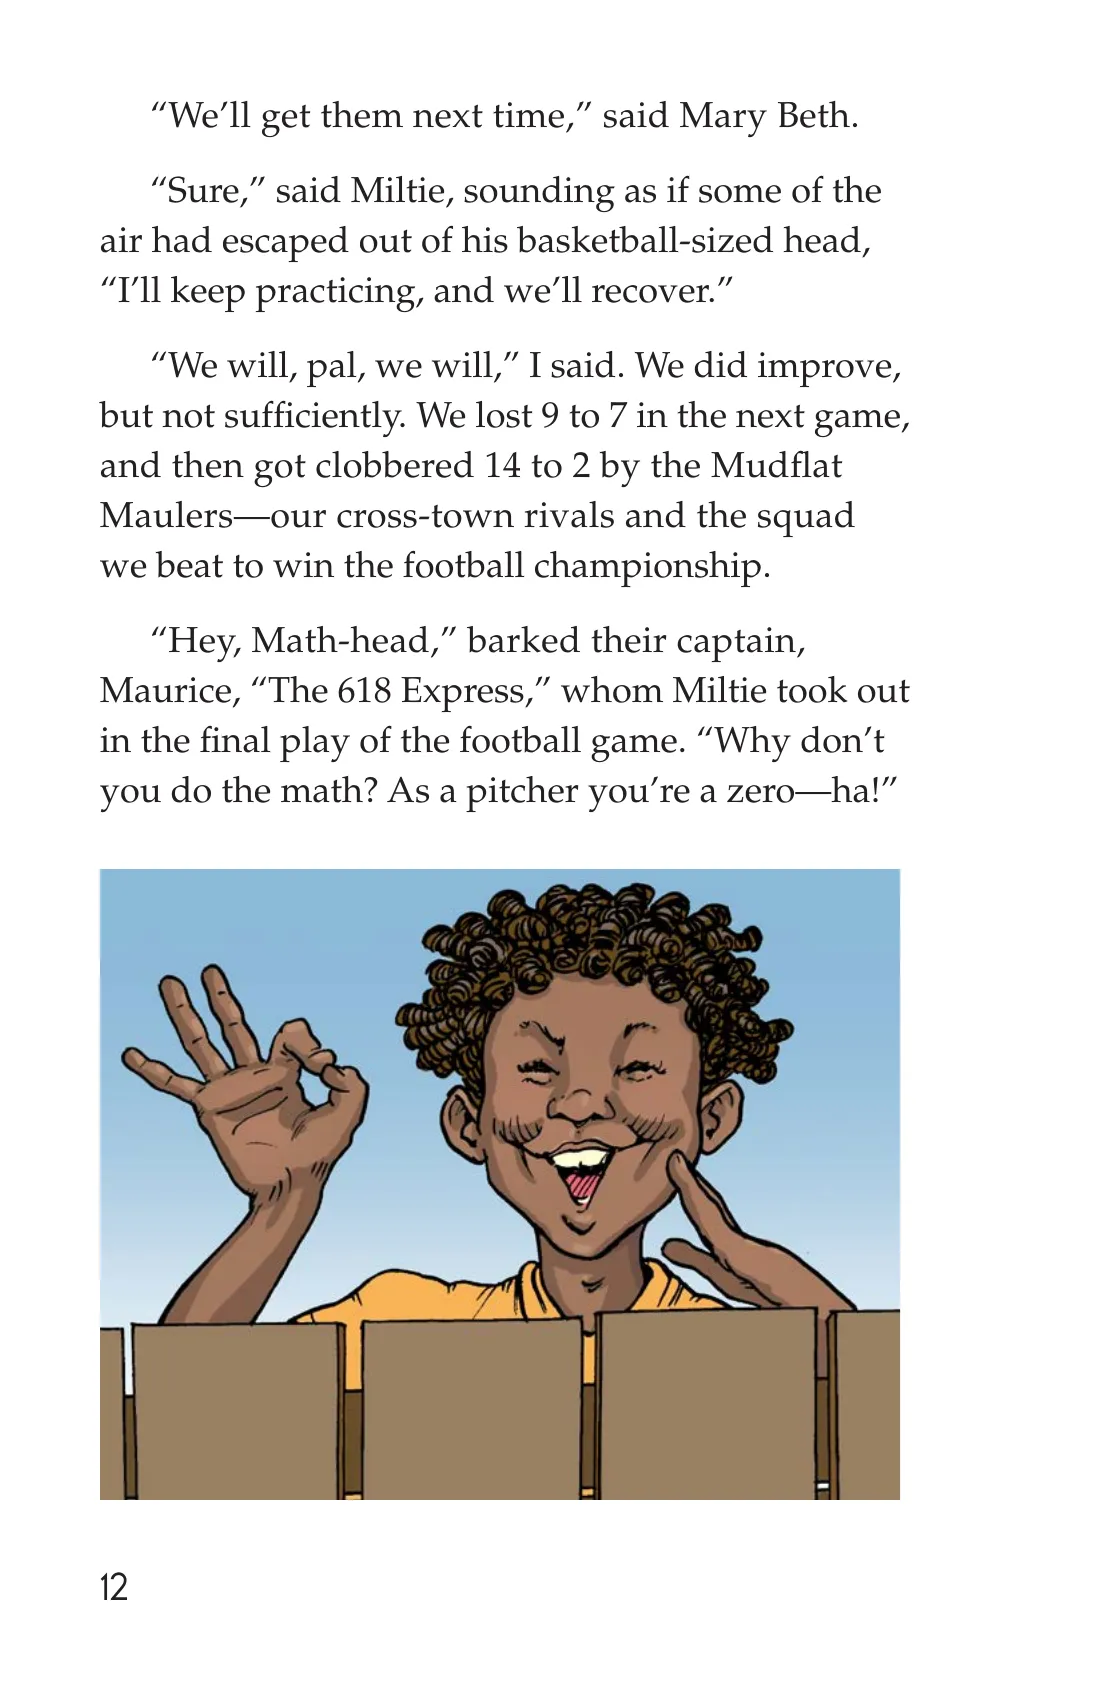 “We’ll get them next time,” said Mary Beth.
“Sure,” said Miltie, sounding as if some of the
air had escaped out of his basketball-sized head,
“I’ll keep practicing, and we’ll recover.”
“We will, pal, we will,” I said. We did improve,
but not sufficiently. We lost 9 to 7 in the next game,
and then got clobbered 14 to 2 by the Mudflat
Maulers—our cross-town rivals and the squad
we beat to win the football championship.
“Hey, Math-head,” barked their captain,
Maurice, “The 618 Express,” whom Miltie took out
in the final play of the football game. “Why don’t
you do the math? As a pitcher you’re a zero—ha!”
12